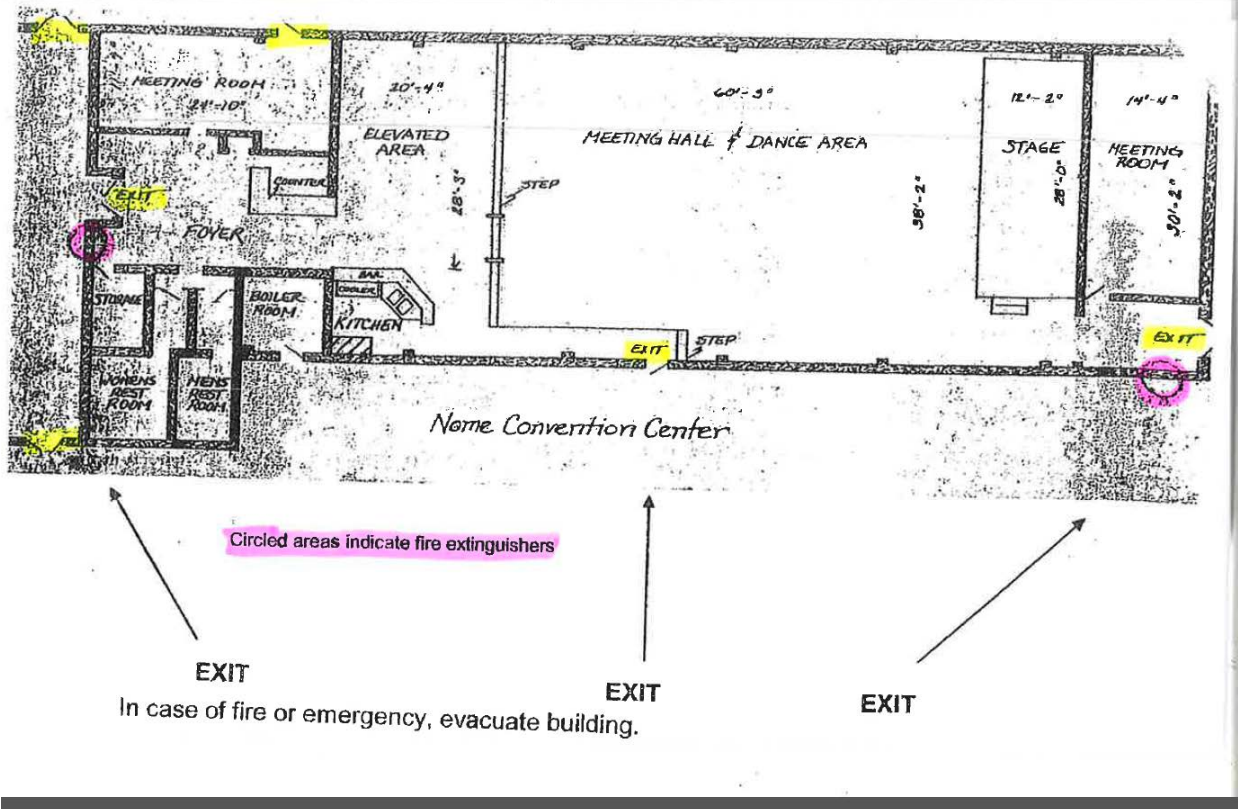 MEETING ROOM
21'-10"
20'-4"
ELEVATED
AREA
28'-3"
60'-9"
MEETING HALL & DANCE AREA
38'-2"
12'-2"
STAGE
28'-0"
14'-4"
MEETING
ROOM
30'-2"
COUNTER
STEP
EXIT
FOYER
BAR
COOLER
KITCHEN
STORAGE
BOILER
ROOM
WOMENS
REST
ROOM
MENS
REST
ROOM
EXIT
STEP
EXIT
Nome Convention Center
Circled areas indicate fire extinguishers
EXIT
EXIT
EXIT
In case of fire or emergency, evacuate building.